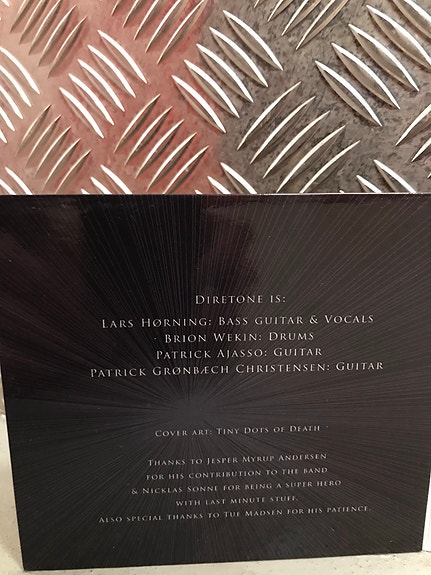 Diretone is:
Lars Hørning: Bass guitar & Vocals
Brion Wekin: Drums
Patrick Ajasso: Guitar
Patrick Grønbæch Christensen: Guitar
Cover art: Tiny Dots of Death
Thanks to Jesper Myrup Andersen
for his contribution to the band
& Nicklas Sonne for being a super hero
with last minute stuff.
Also special thanks to Tue Madsen for his patience.